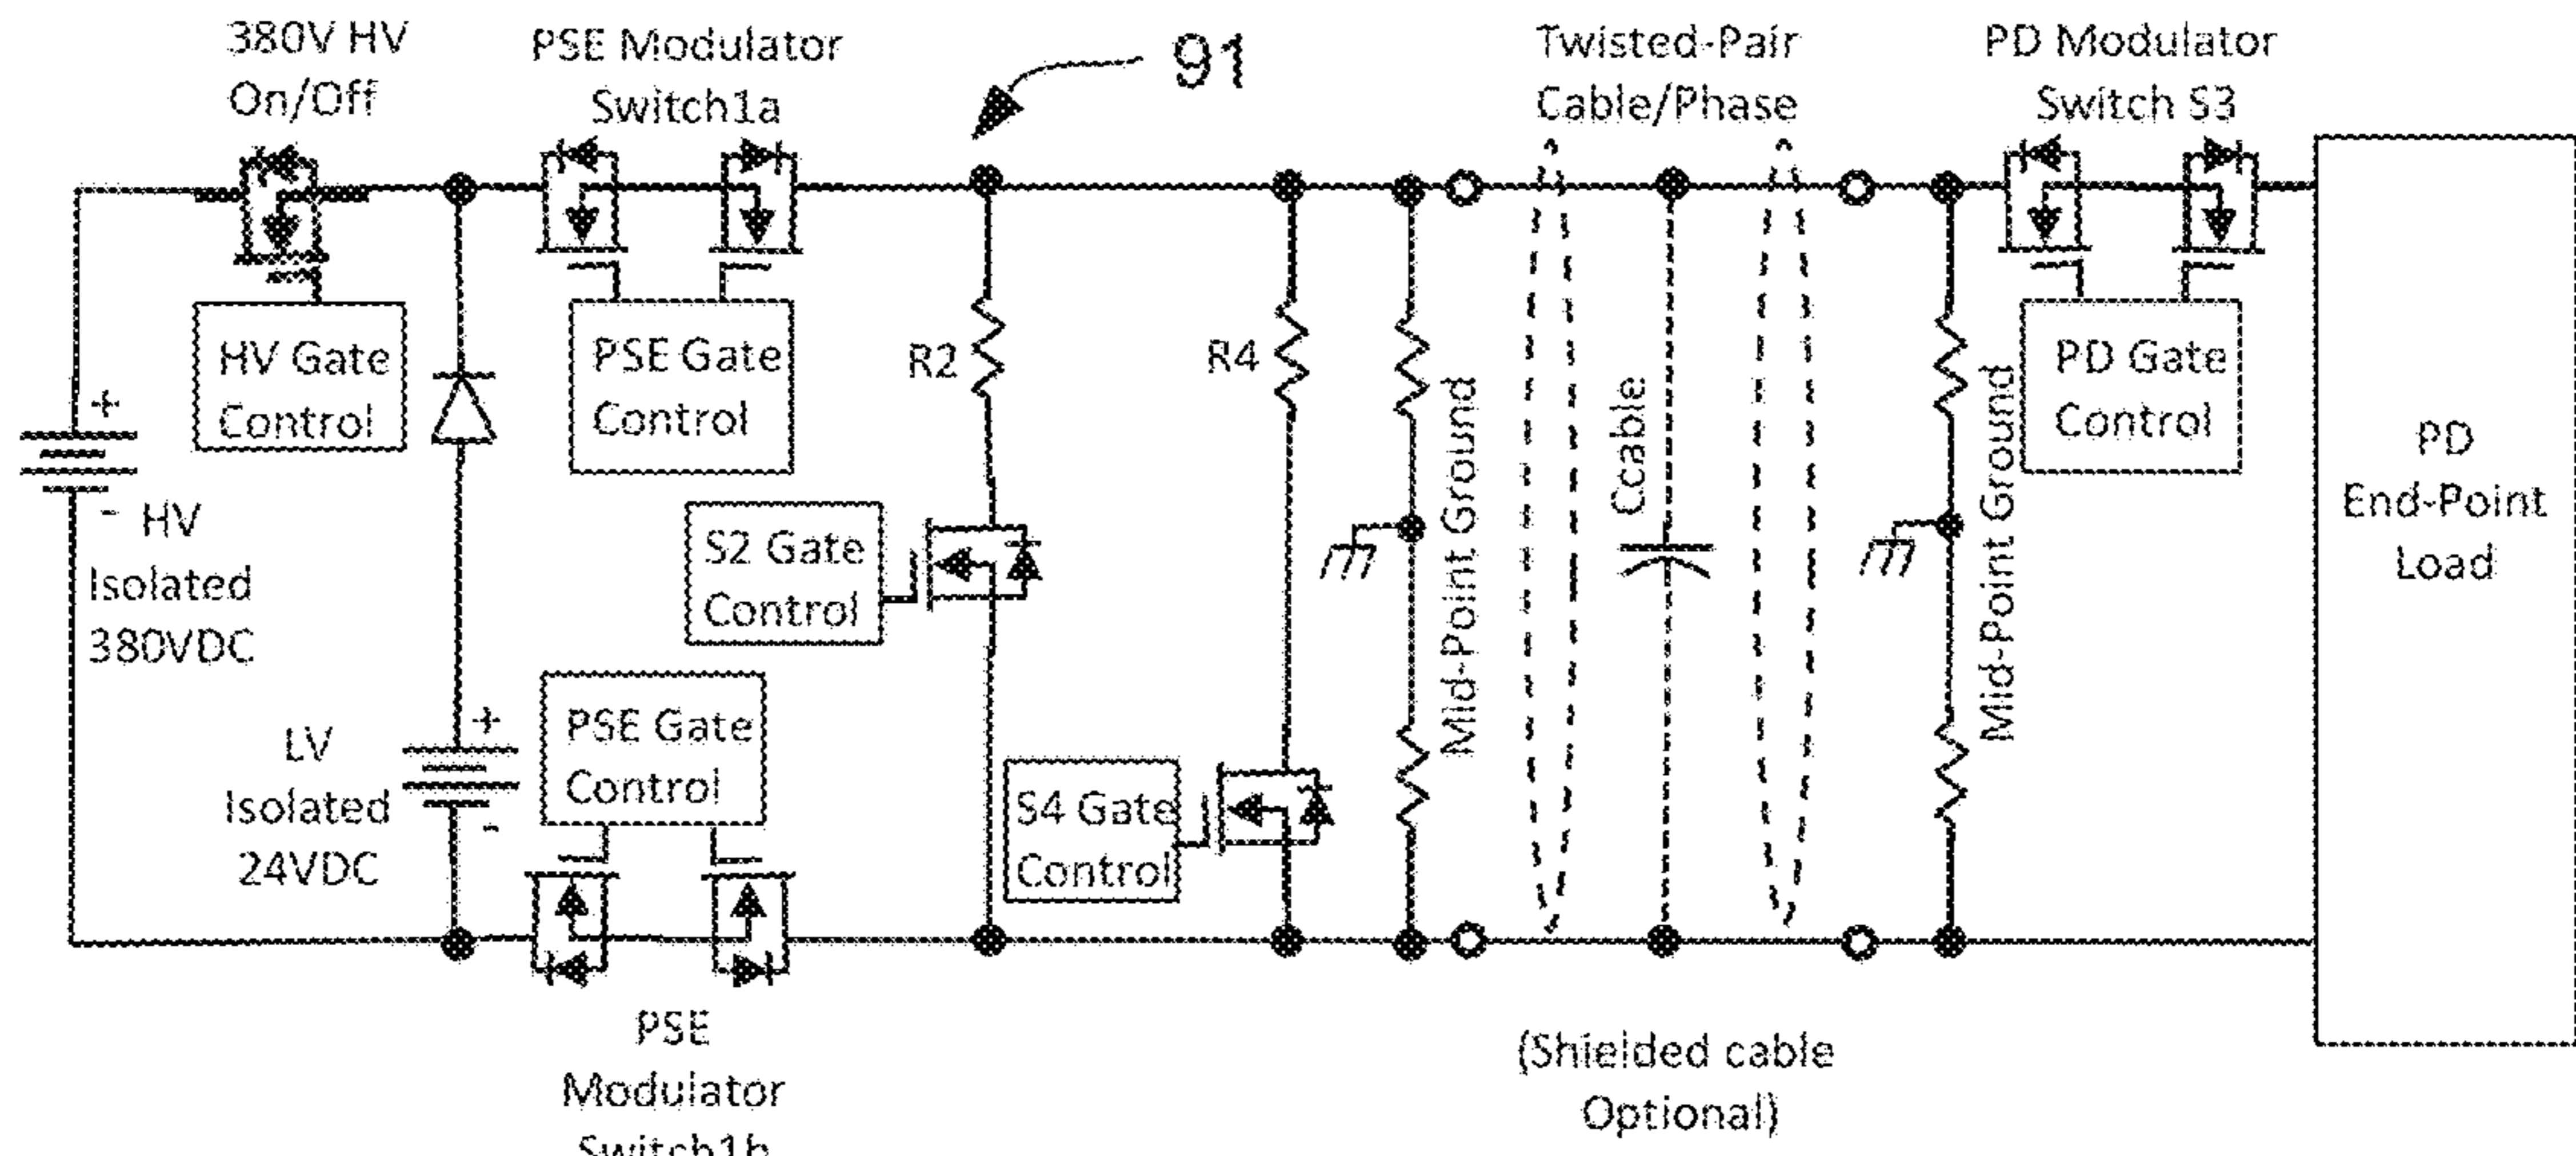 380V HV
On/Off
PSE Modulator
Switch1a
91
Twisted-Pair
Cable/Phase
PD Modulator
Switch S3
HV Gate
Control
PSE Gate
Control
R2
R4
Mid-Point Ground
Ccable
Mid-Point Ground
PD Gate
Control
PD
End-Point
Load
+
-
HV
Isolated
380VDC
S2 Gate
Control
LV
Isolated
24VDC
+
-
PSE Gate
Control
S4 Gate
Control
PSE
Modulator
Switch1b
(Shielded cable
Optional)